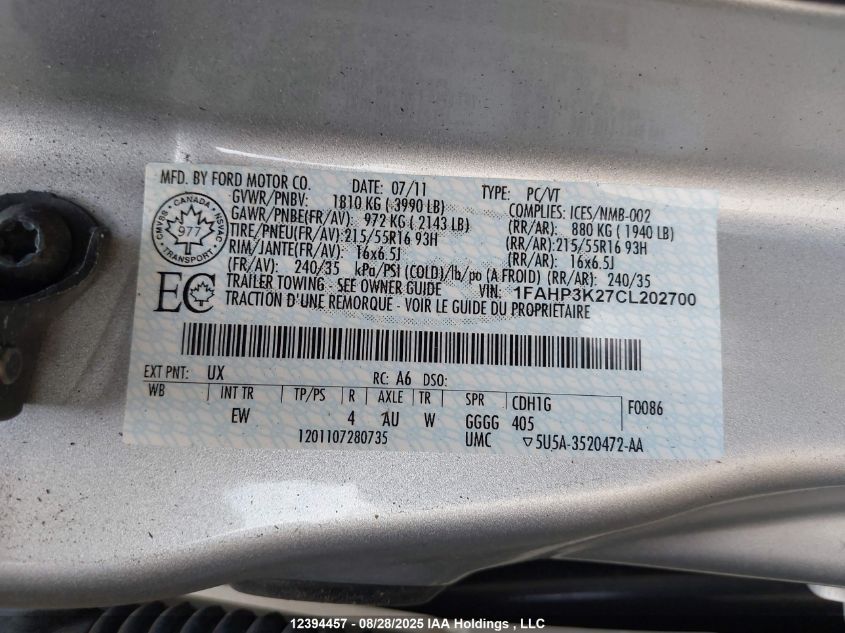 MFD. BY FORD MOTOR CO. DATE: 07/11 TYPE: PC/VT
GVWR/PNBV: 1810 KG ( 3990 LB) COMPLIES: ICES/NMB-002
GAWR/PNBE(FR/AV): 972 KG ( 2143 LB) (RR/AR): 880 KG ( 1940 LB)
TIRE/PNEU(FR/AV): 215/55R16 93H (RR/AR): 215/55R16 93H
RIM/JANTE(FR/AV): 16x6.5J (RR/AR): 16x6.5J
(FR/AV): 240/35 kPa/PSI (COLD)/lb/po (A FROID) (RR/AR): 240/35
TRAILER TOWING - SEE OWNER GUIDE VIN: 1FAHP3K27CL202700
TRACTION D'UNE REMORQUE - VOIR LE GUIDE DU PROPRIÉTAIRE
CANADA
CMVSS NSVAC
977
TRANSPORT
EC
EXT PNT: UX RC: A6 DSO:
WB INT TR TP/PS R AXLE TR SPR CDH1G F0086
EW 4 AU W GGGG 405
1201107280735 UMC ▽5U5A-3520472-AA
12394457 08/28/2025 IAA Holdings , LLC